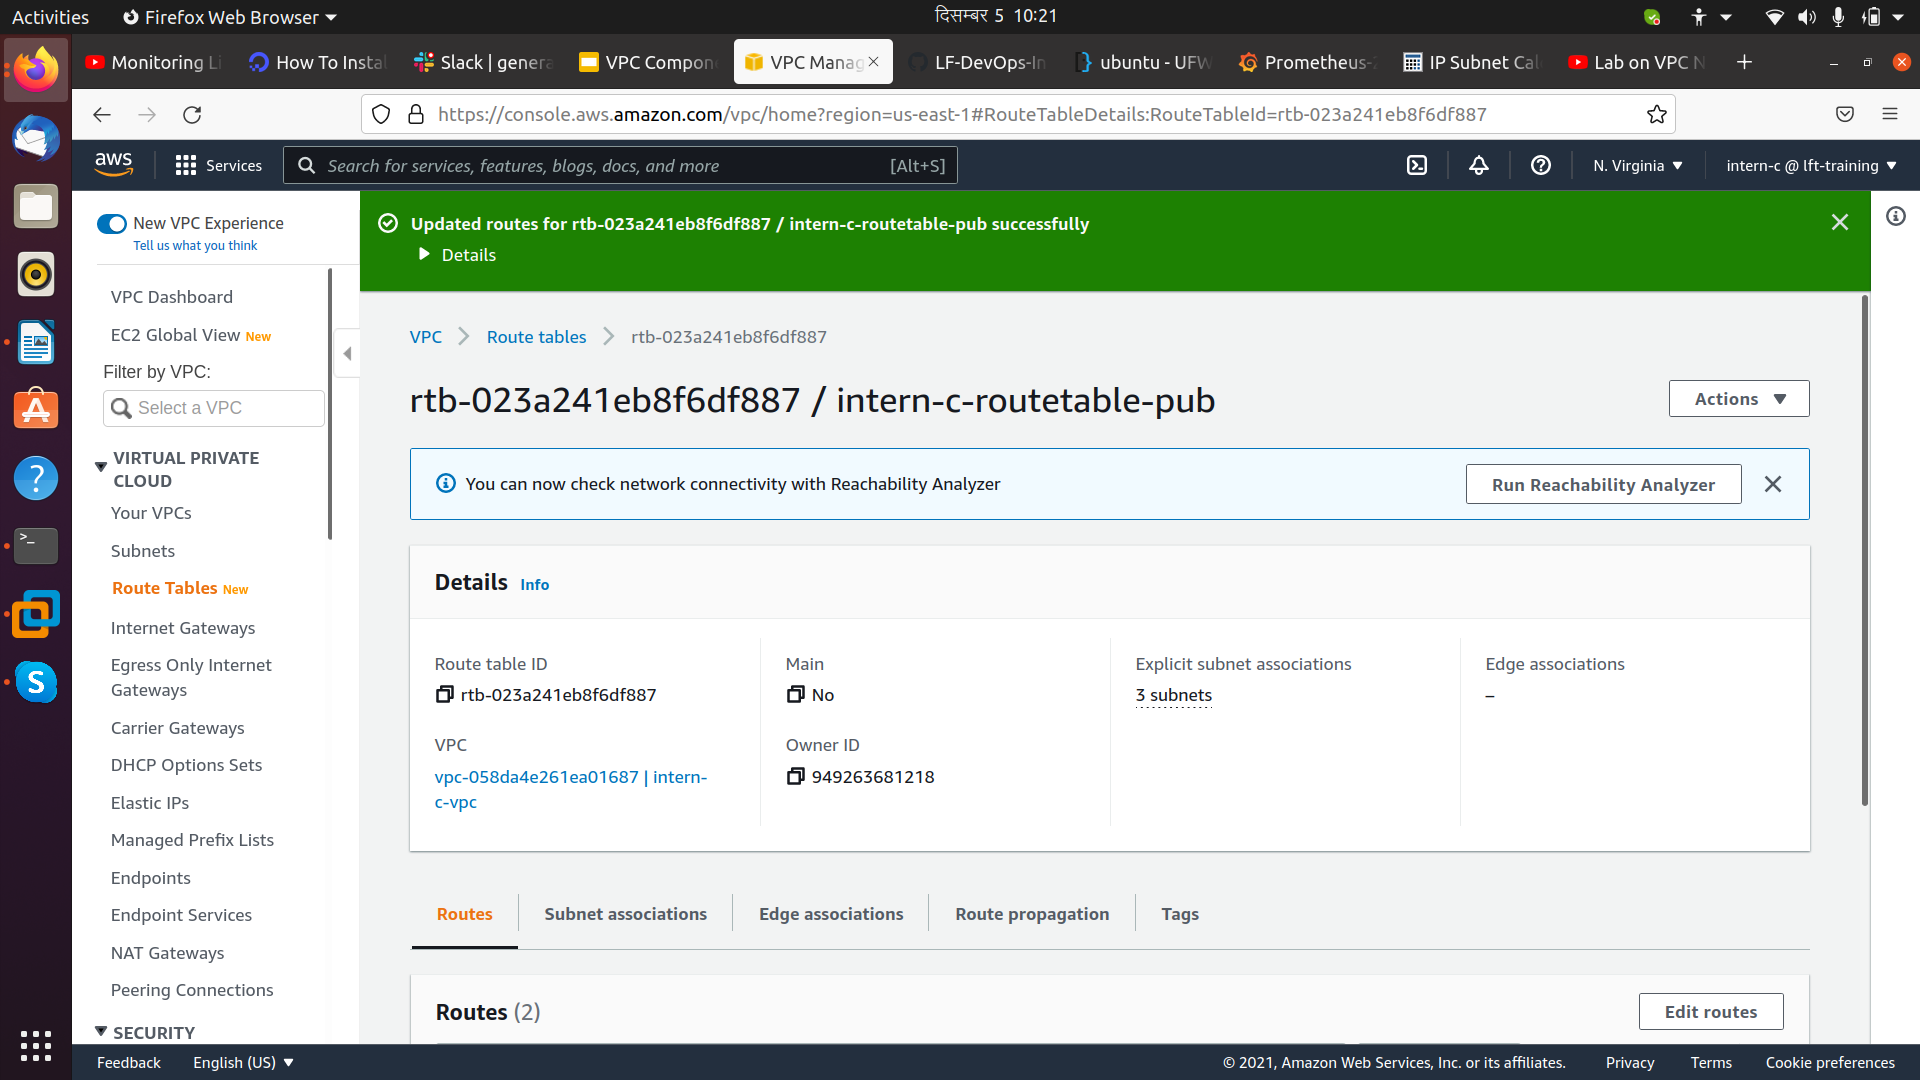 Activities
Firefox Web Browser
दिसम्बर 5 10:21
Monitoring Li
How To Instal
Slack | genera
VPC Compon
VPC Manag
LF-DevOps-In
ubuntu - UFW
Prometheus-2
IP Subnet Cal
Lab on VPC N
https://console.aws.amazon.com/vpc/home?region=us-east-1#RouteTableDetails:RouteTableId=rtb-023a241eb8f6df887
aws
Services
Search for services, features, blogs, docs, and more
[Alt+S]
N. Virginia
intern-c @ lft-training
New VPC Experience
Tell us what you think
VPC Dashboard
EC2 Global View New
Filter by VPC:
Select a VPC
VIRTUAL PRIVATE
CLOUD
Your VPCs
Subnets
Route Tables New
Internet Gateways
Egress Only Internet
Gateways
Carrier Gateways
DHCP Options Sets
Elastic IPs
Managed Prefix Lists
Endpoints
Endpoint Services
NAT Gateways
Peering Connections
SECURITY
Updated routes for rtb-023a241eb8f6df887 / intern-c-routetable-pub successfully
Details
VPC
Route tables
rtb-023a241eb8f6df887
rtb-023a241eb8f6df887 / intern-c-routetable-pub
Actions
You can now check network connectivity with Reachability Analyzer
Run Reachability Analyzer
Details Info
Route table ID
rtb-023a241eb8f6df887
Main
No
Explicit subnet associations
3 subnets
Edge associations
–
VPC
vpc-058da4e261ea01687 | intern-
c-vpc
Owner ID
949263681218
Routes
Subnet associations
Edge associations
Route propagation
Tags
Routes (2)
Edit routes
Feedback
English (US)
© 2021, Amazon Web Services, Inc. or its affiliates.
Privacy
Terms
Cookie preferences